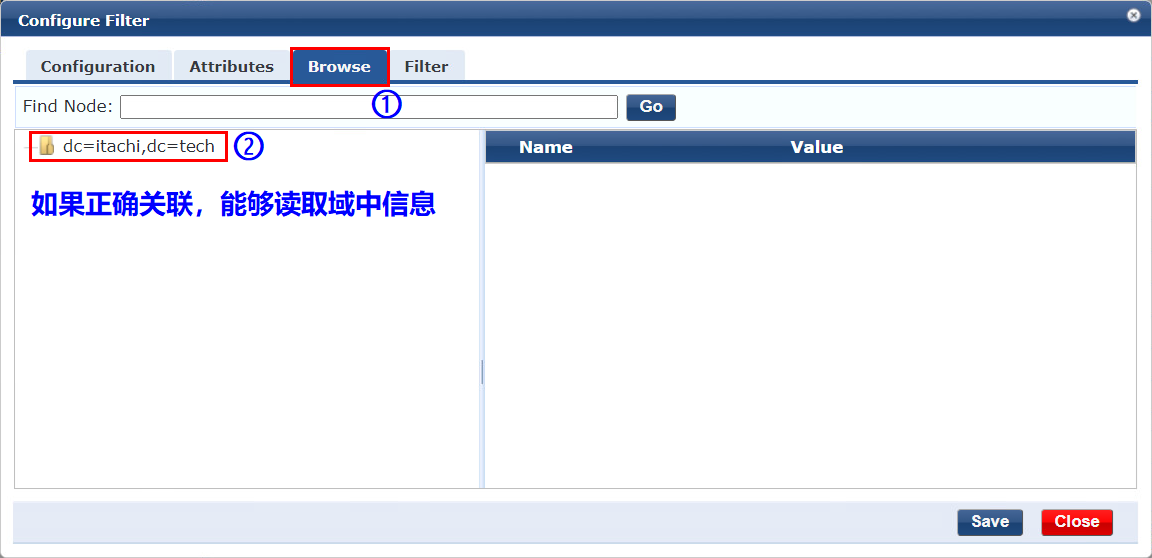 Configure Filter
Configuration Attributes Browse Filter
Find Node: ① Go
dc=itachi,dc=tech ② Name Value
如果正确关联，能够读取域中信息
Save Close